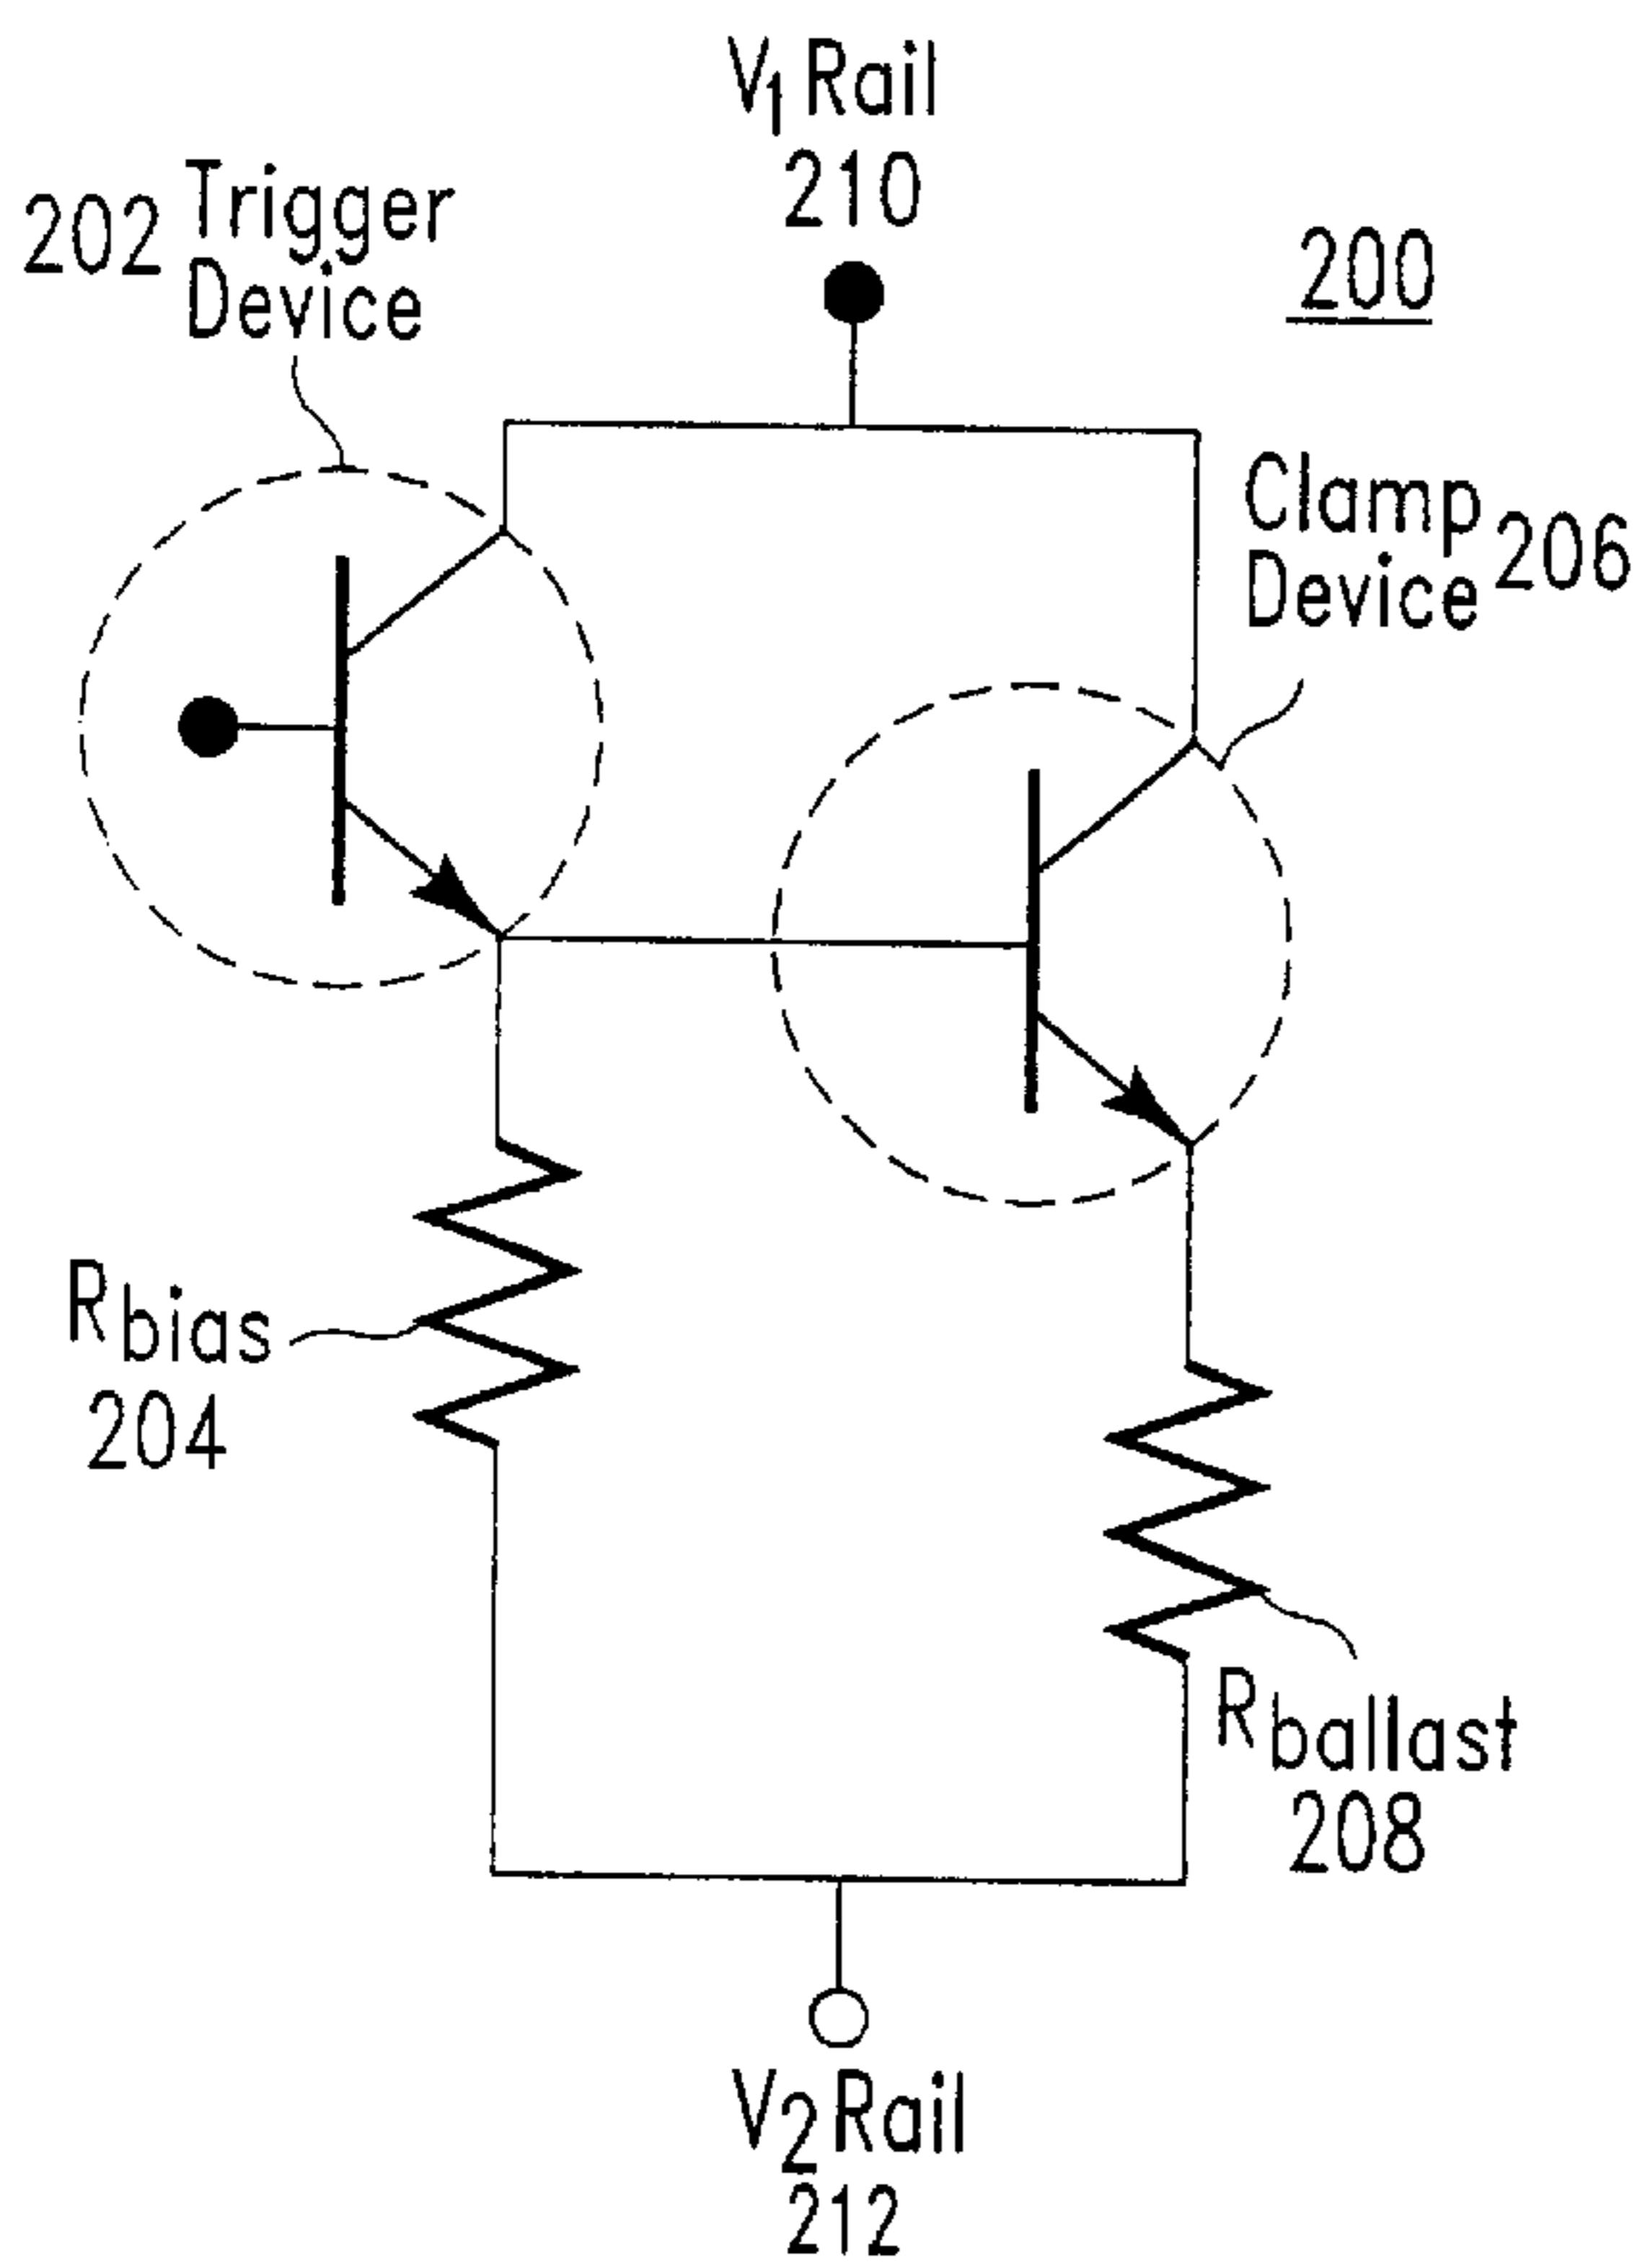 V1 Rail
210
202 Trigger
Device
200
Clamp
Device 206
Rbias
204
Rballast
208
V2 Rail
212